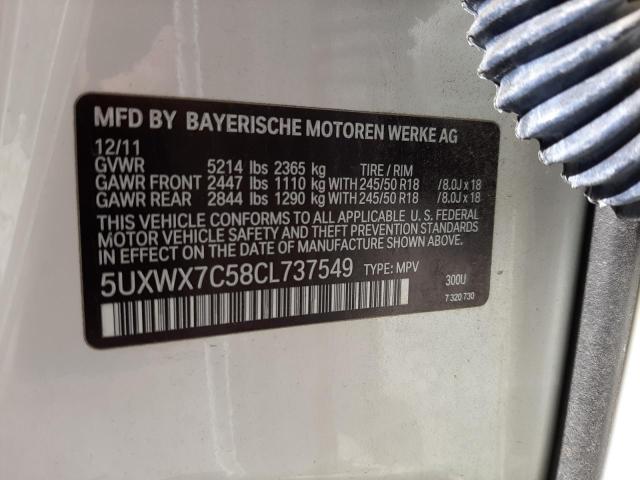 MFD BY BAYERISCHE MOTOREN WERKE AG
12/11
GVWR 5214 lbs 2365 kg TIRE / RIM
GAWR FRONT 2447 lbs 1110 kg WITH 245/50 R18 /8.0J x 18
GAWR REAR 2844 lbs 1290 kg WITH 245/50 R18 /8.0J x 18
THIS VEHICLE CONFORMS TO ALL APPLICABLE U. S. FEDERAL
MOTOR VEHICLE SAFETY AND THEFT PREVENTION STANDARDS
IN EFFECT ON THE DATE OF MANUFACTURE SHOWN ABOVE.
5UXWX7C58CL737549 TYPE: MPV 300U
7 320 730